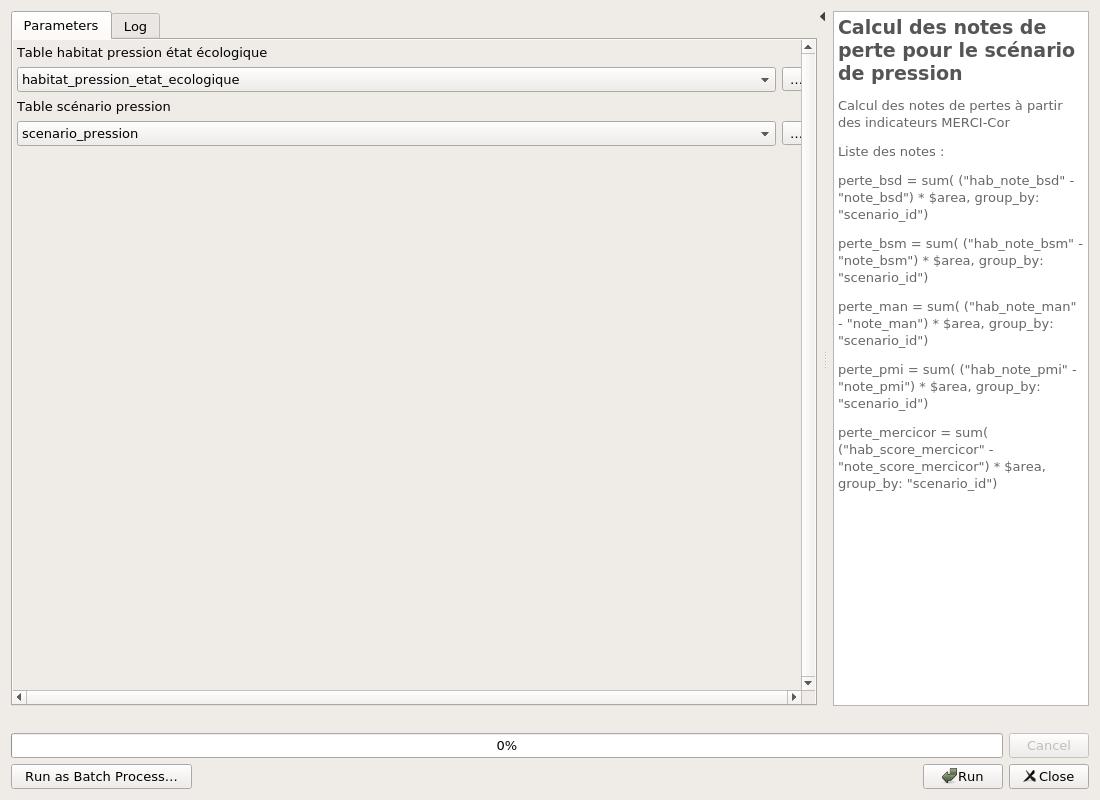 Parameters
Log
Table habitat pression état écologique
habitat_pression_etat_ecologique
...
Table scénario pression
scenario_pression
...
Calcul des notes de
perte pour le scénario
de pression
Calcul des notes de pertes à partir
des indicateurs MERCI-Cor
Liste des notes :
perte_bsd = sum( ("hab_note_bsd" -
"note_bsd") * $area, group_by:
"scenario_id")
perte_bsm = sum( ("hab_note_bsm" -
"note_bsm") * $area, group_by:
"scenario_id")
perte_man = sum( ("hab_note_man"
- "note_man") * $area, group_by:
"scenario_id")
perte_pmi = sum( ("hab_note_pmi" -
"note_pmi") * $area, group_by:
"scenario_id")
perte_mercicor = sum(
("hab_score_mercicor" -
"note_score_mercicor") * $area,
group_by: "scenario_id")
0%
Cancel
Run as Batch Process...
Run
Close